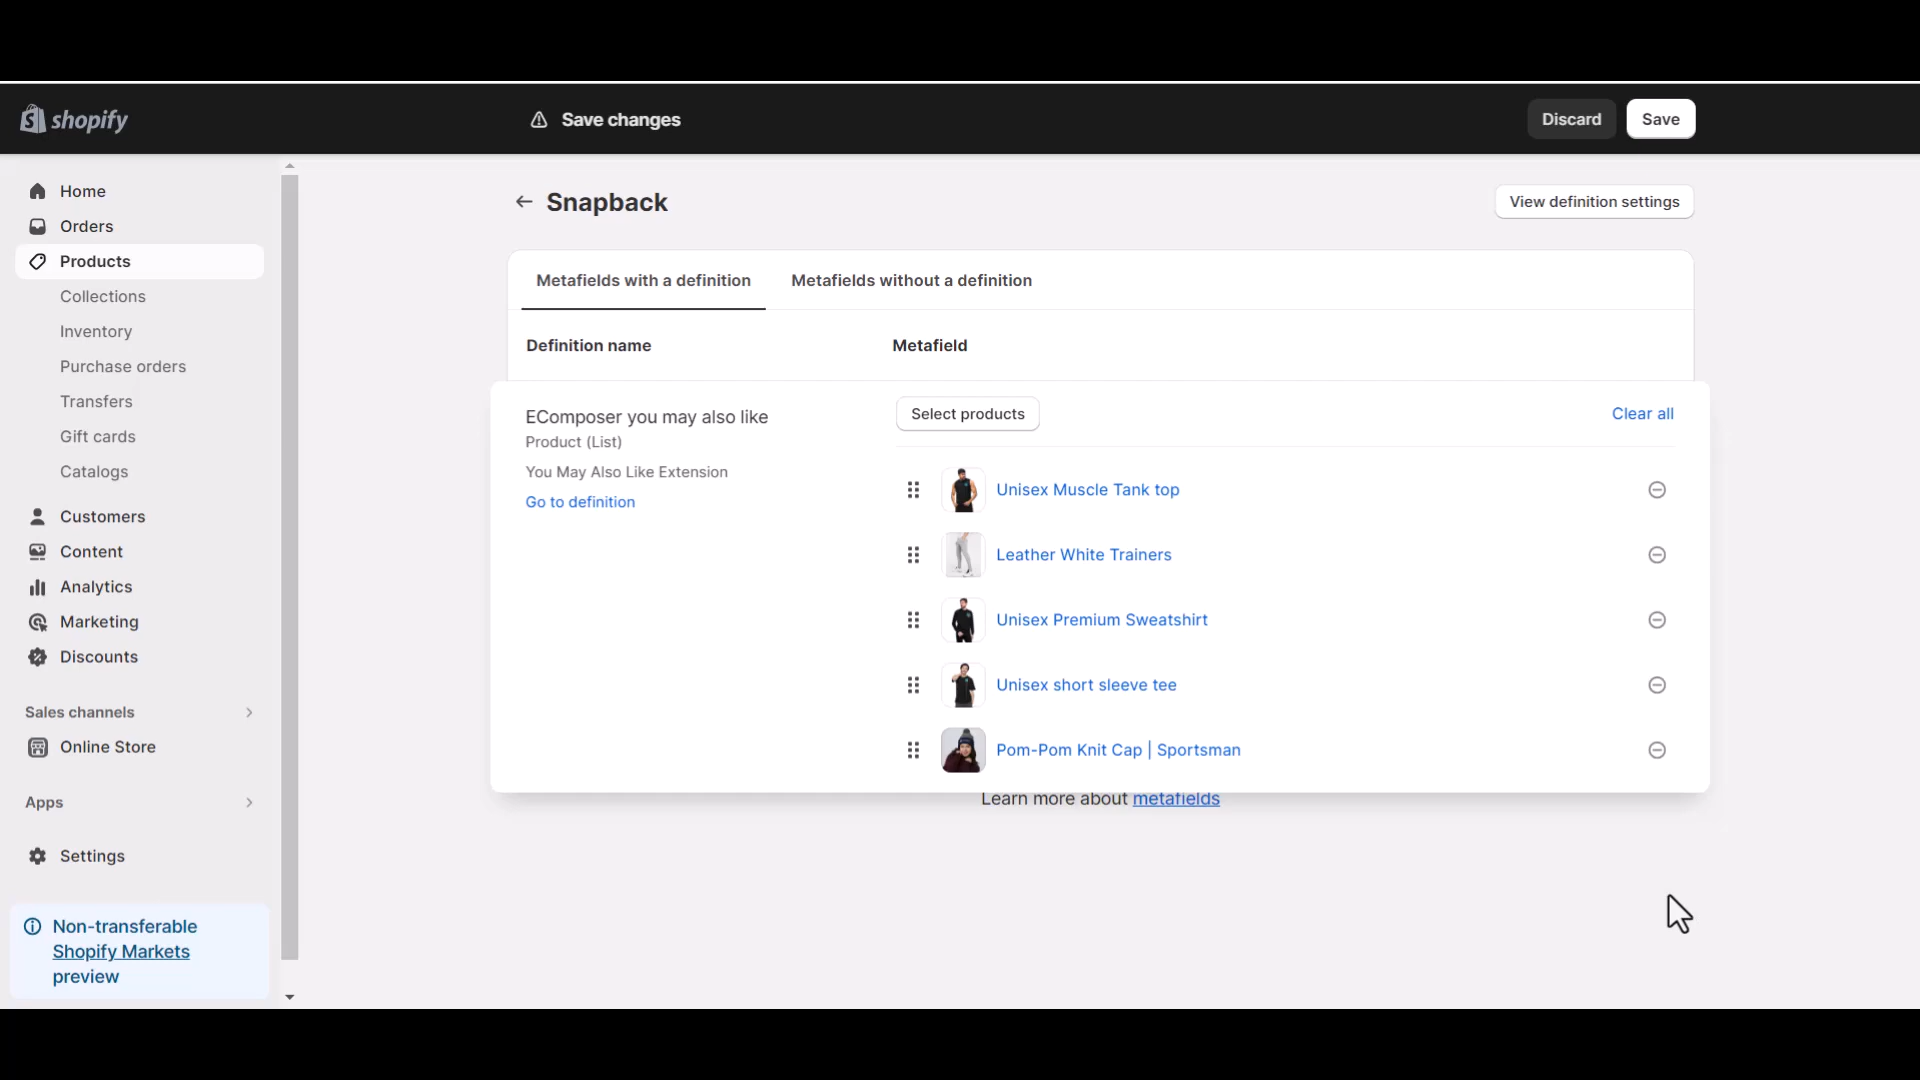 shopify
Save changes
Discard
Save
Home
Orders
Products
Collections
Inventory
Purchase orders
Transfers
Gift cards
Catalogs
Customers
Content
Analytics
Marketing
Discounts
Sales channels
Online Store
Apps
Settings
Non-transferable
Shopify Markets
preview
Snapback
View definition settings
Metafields with a definition
Metafields without a definition
Definition name
Metafield
EComposer you may also like
Product (List)
You May Also Like Extension
Go to definition
Select products
Clear all
Unisex Muscle Tank top
Leather White Trainers
Unisex Premium Sweatshirt
Unisex short sleeve tee
Pom-Pom Knit Cap | Sportsman
Learn more about metafields